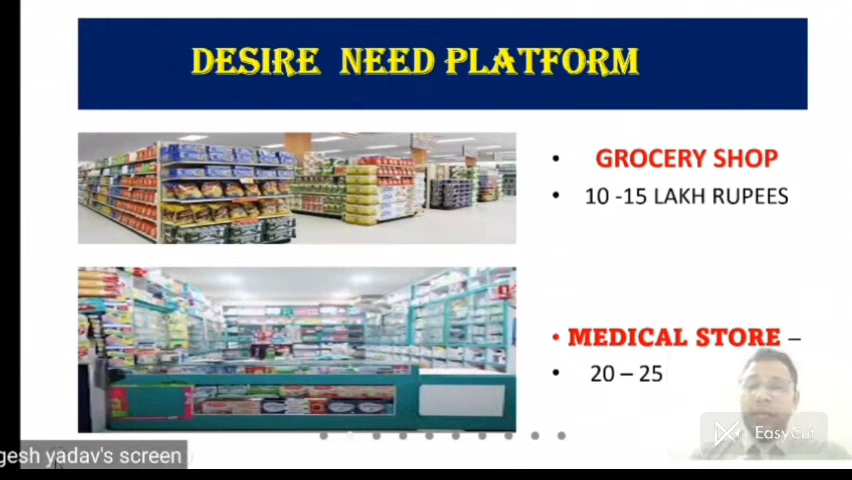 DESIRE NEED PLATFORM
• GROCERY SHOP
• 10 -15 LAKH RUPEES
• MEDICAL STORE –
• 20 – 25
EasyCut
gesh yadav's screen